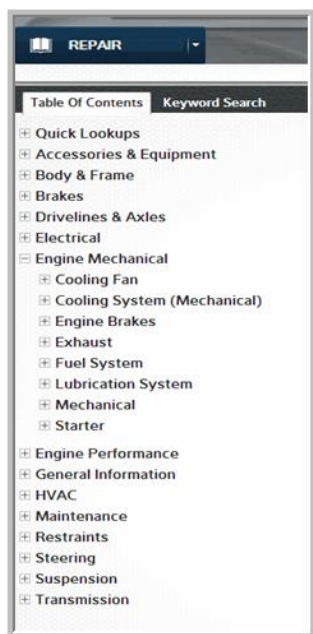 REPAIR
Table Of Contents Keyword Search
Quick Lookups
Accessories & Equipment
Body & Frame
Brakes
Drivelines & Axles
Electrical
Engine Mechanical
Cooling Fan
Cooling System (Mechanical)
Engine Brakes
Exhaust
Fuel System
Lubrication System
Mechanical
Starter
Engine Performance
General Information
HVAC
Maintenance
Restraints
Steering
Suspension
Transmission